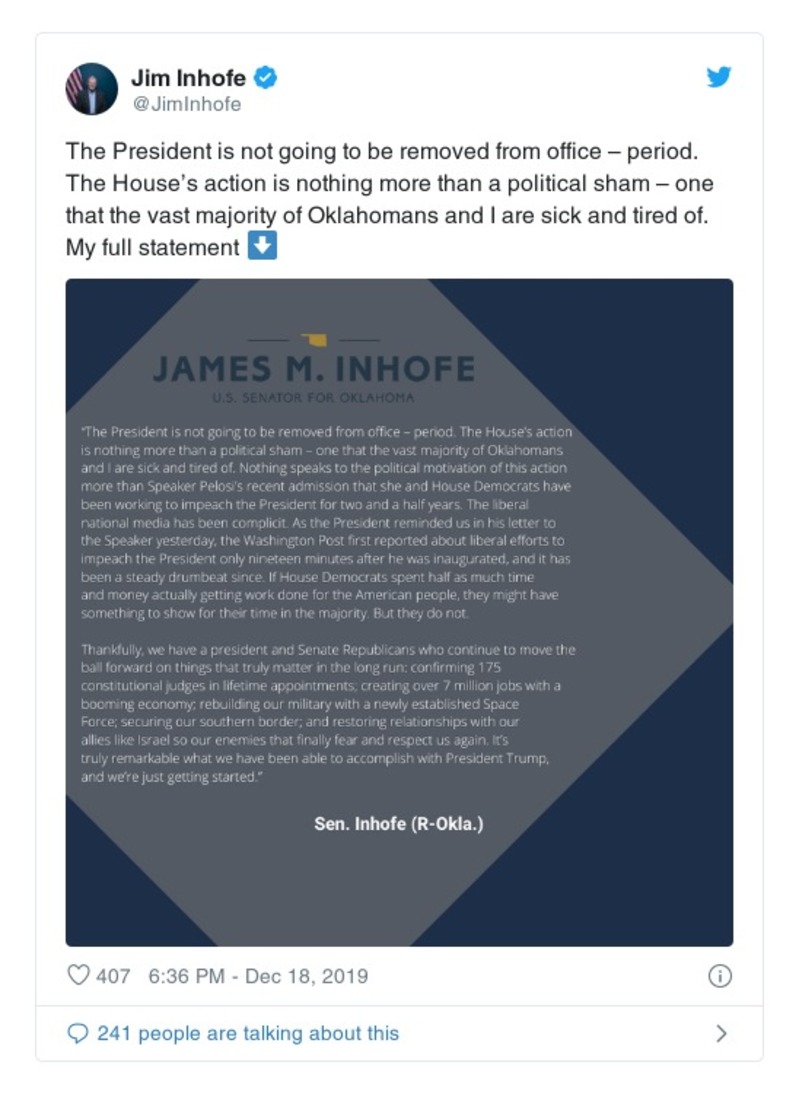 Jim Inhofe
@JimInhofe
The President is not going to be removed from office – period.
The House's action is nothing more than a political sham – one
that the vast majority of Oklahomans and I are sick and tired of.
My full statement ⬇
JAMES M. INHOFE
U.S. SENATOR FOR OKLAHOMA
"The President is not going to be removed from office – period. The House's action
is nothing more than a political sham – one that the vast majority of Oklahomans
and I are sick and tired of. Nothing speaks to the political motivation of this action
more than Speaker Pelosi's recent admission that she and House Democrats have
been working to impeach the President for two and a half years. The liberal
national media has been complicit. As the President reminded us in his letter to
the Speaker yesterday, the Washington Post first reported about liberal efforts to
impeach the President only nineteen minutes after he was inaugurated, and it has
been a steady drumbeat since. If House Democrats spent half as much time
and money actually getting work done for the American people, they might have
something to show for their time in the majority. But they do not.
Thankfully, we have a president and Senate Republicans who continue to move the
ball forward on things that truly matter in the long run: confirming 175
constitutional judges in lifetime appointments; creating over 7 million jobs with a
booming economy; rebuilding our military with a newly established Space
Force; securing our southern border; and restoring relationships with our
allies like Israel so our enemies that finally fear and respect us again. It's
truly remarkable what we have been able to accomplish with President Trump,
and we're just getting started."
Sen. Inhofe (R-Okla.)
407 6:36 PM - Dec 18, 2019
241 people are talking about this